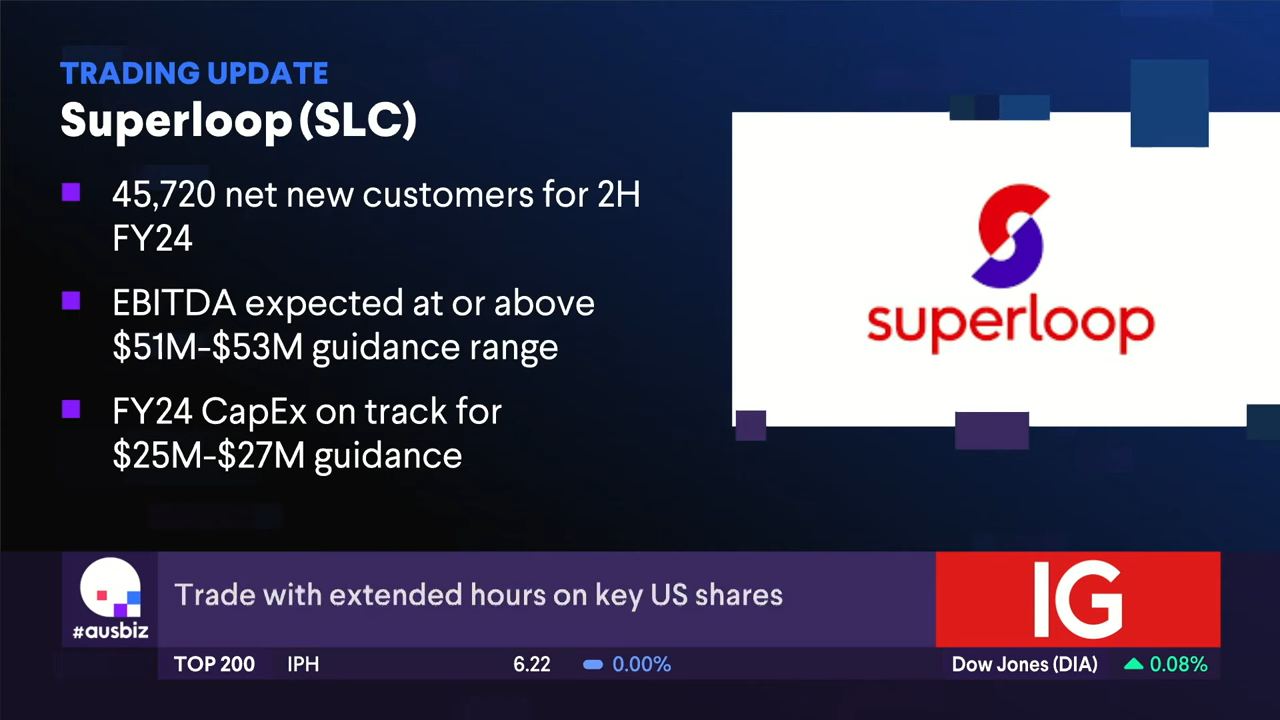 TRADING UPDATE
Superloop (SLC)
45,720 net new customers for 2H
FY24
EBITDA expected at or above
$51M-$53M guidance range
FY24 CapEx on track for
$25M-$27M guidance
superloop
Trade with extended hours on key US shares
IG
#ausbiz
TOP 200 IPH 6.22 0.00% Dow Jones (DIA) 0.08%